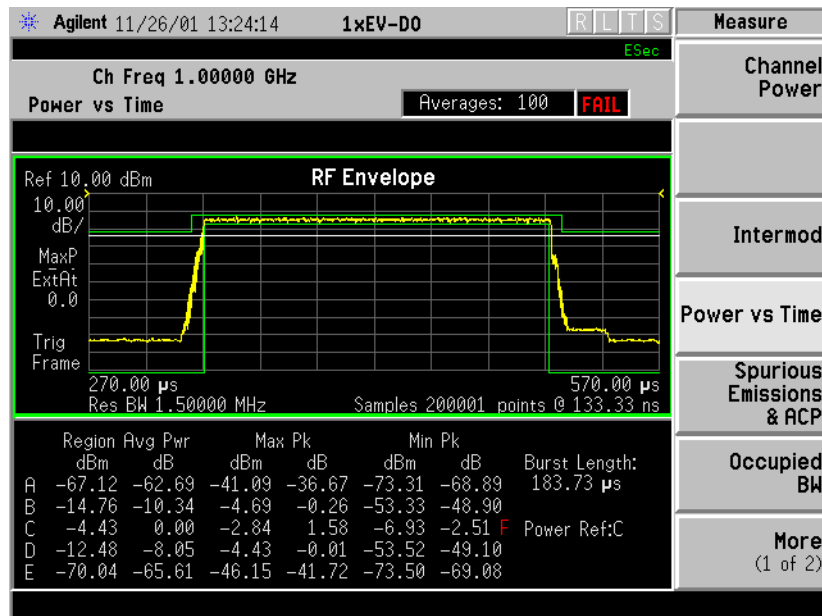 Agilent 11/26/01 13:24:14 1xEV-DO R L T S Measure
ESec
Ch Freq 1.00000 GHz
Power vs Time Averages: 100 FAIL
Channel
Power
Ref 10.00 dBm RF Envelope
10.00
dB/
MaxP
ExtAt
0.0
Trig
Frame
270.00 µs 570.00 µs
Res BW 1.50000 MHz Samples 200001 points @ 133.33 ns
Intermod
Power vs Time
Spurious
Emissions
& ACP
Region Avg Pwr Max Pk Min Pk
dBm dB dBm dB dBm dB Burst Length:
A -67.12 -62.69 -41.09 -36.67 -73.31 -68.89 183.73 µs
B -14.76 -10.34 -4.69 -0.26 -53.33 -48.90
C -4.43 0.00 -2.84 1.58 -6.93 -2.51 F Power Ref:C
D -12.48 -8.05 -4.43 -0.01 -53.52 -49.10
E -70.04 -65.61 -46.15 -41.72 -73.50 -69.08
Occupied
BW
More
(1 of 2)